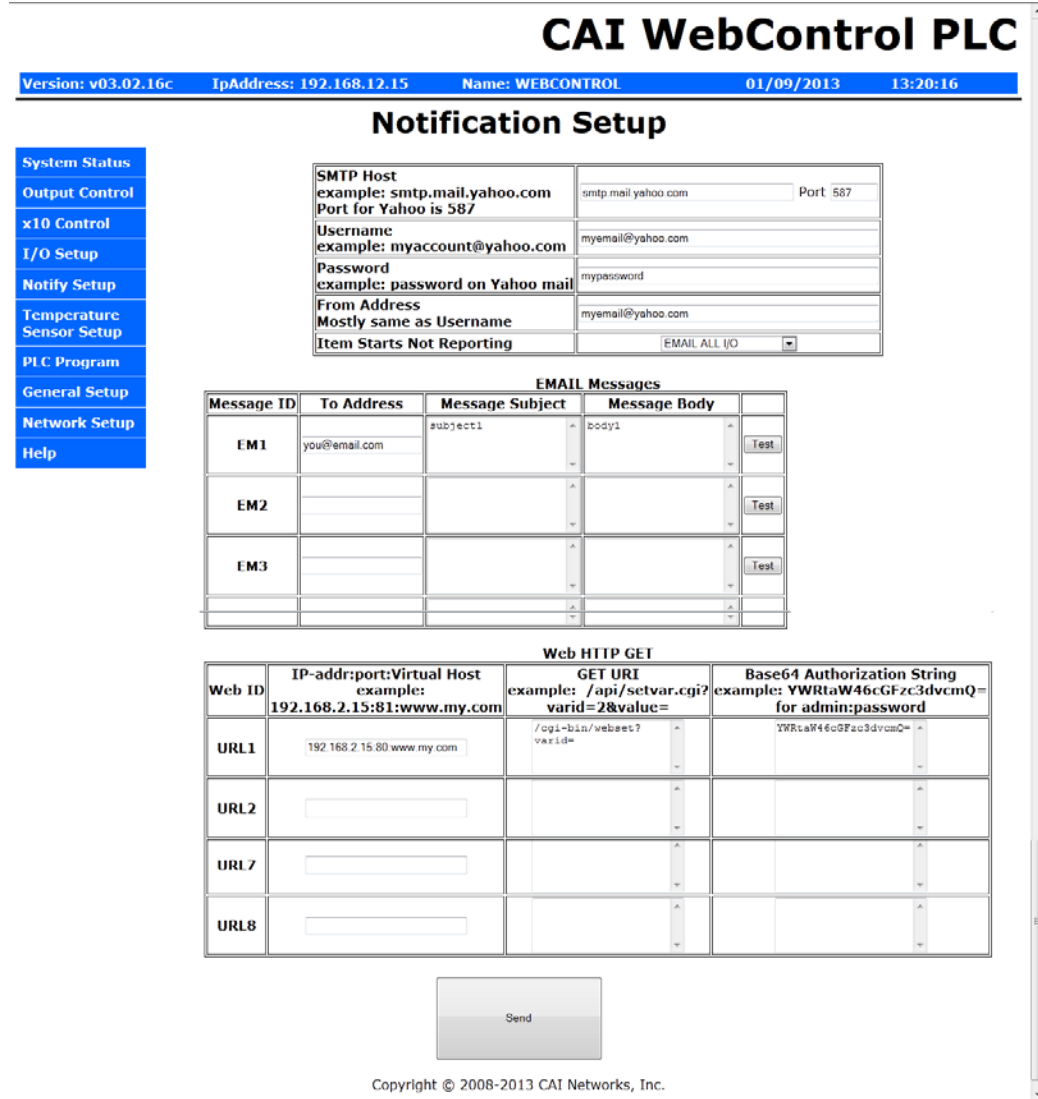 CAI WebControl PLC
Version: v03.02.16c IpAddress: 192.168.12.15 Name: WEBCONTROL 01/09/2013 13:20:16
Notification Setup
System Status
Output Control
x10 Control
I/O Setup
Notify Setup
Temperature
Sensor Setup
PLC Program
General Setup
Network Setup
Help
SMTP Host
example: smtp.mail.yahoo.com
Port for Yahoo is 587
smtp.mail.yahoo.com Port 587
Username
example: myaccount@yahoo.com
myemail@yahoo.com
Password
example: password on Yahoo mail
mypassword
From Address
Mostly same as Username
myemail@yahoo.com
Item Starts Not Reporting EMAIL ALL I/O
EMAIL Messages
Message ID To Address Message Subject Message Body
EM1 you@email.com subject1 body1 Test
EM2 Test
EM3 Test
Web HTTP GET
Web ID
IP-addr:port:Virtual Host
example:
192.168.2.15:81:www.my.com
GET URI
example: /api/setvar.cgi?
varid=2&value=
Base64 Authorization String
example: YWRtaW46cGFzc3dvcmQ=
for admin:password
URL1
192.168.2.15:80:www.my.com
/cgi-bin/webset?
varid=
YWRtaW46cGFzc3dvcmQ=
URL2
URL7
URL8
Send
Copyright © 2008-2013 CAI Networks, Inc.